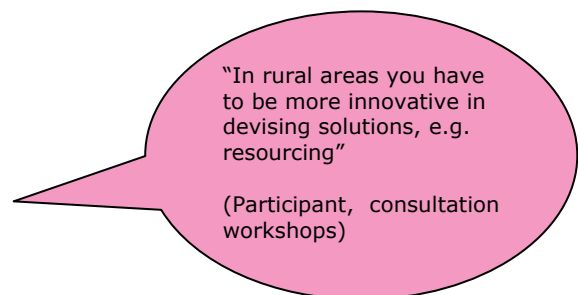 “In rural areas you have
to be more innovative in
devising solutions, e.g.
resourcing”
(Participant, consultation
workshops)